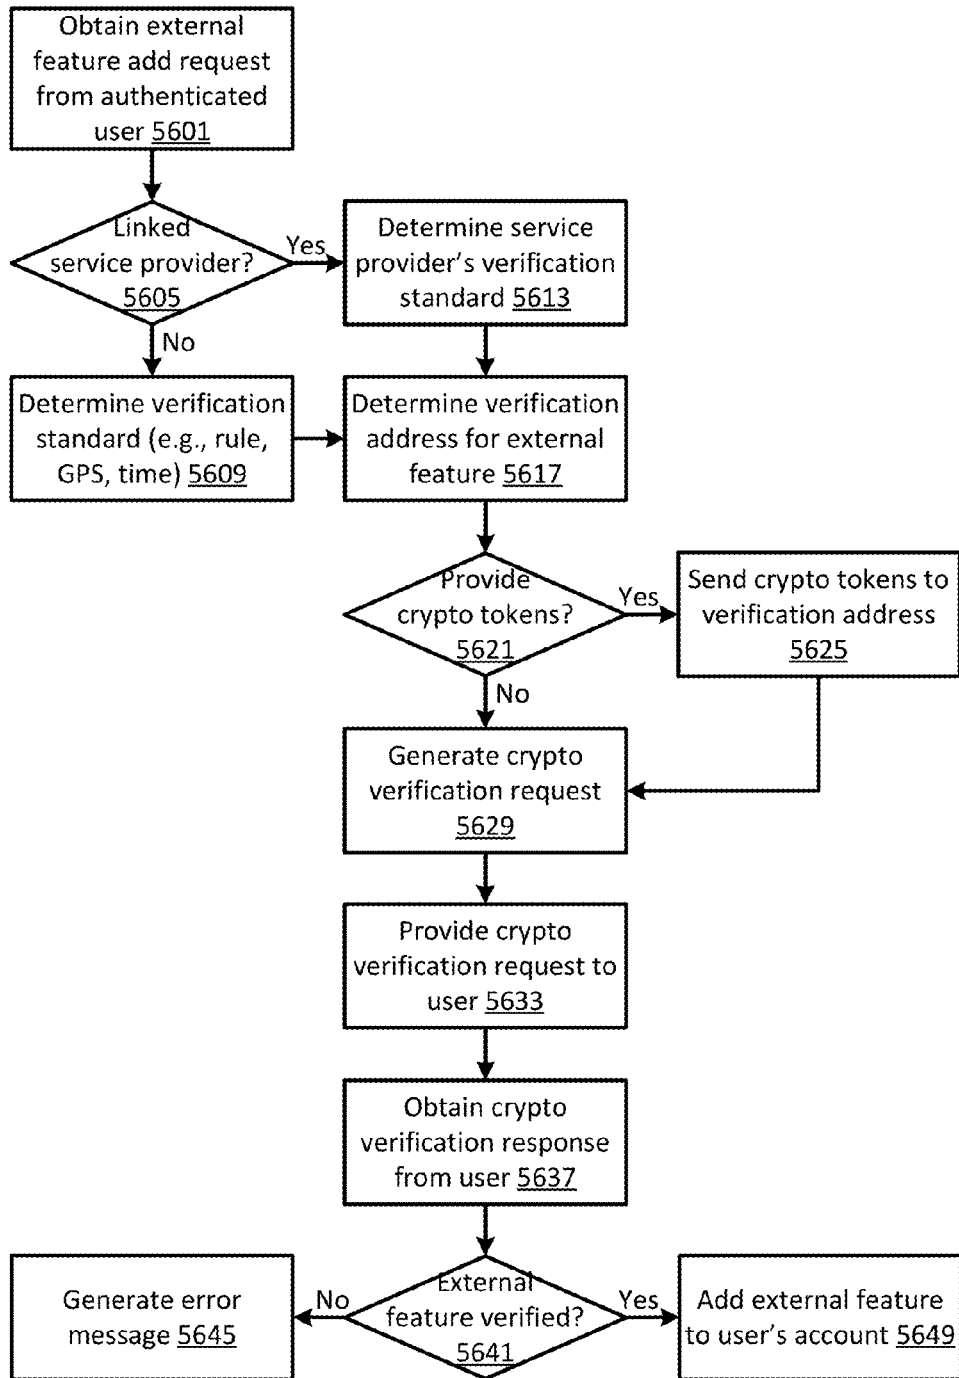 Obtain external
feature add request
from authenticated
user 5601
Linked
service provider?
5605
Yes
No
Determine service
provider's verification
standard 5613
Determine verification
standard (e.g., rule,
GPS, time) 5609
Determine verification
address for external
feature 5617
Provide
crypto tokens?
5621
Yes
No
Send crypto tokens to
verification address
5625
Generate crypto
verification request
5629
Provide crypto
verification request to
user 5633
Obtain crypto
verification response
from user 5637
External
feature verified?
5641
No
Yes
Generate error
message 5645
Add external feature
to user's account 5649